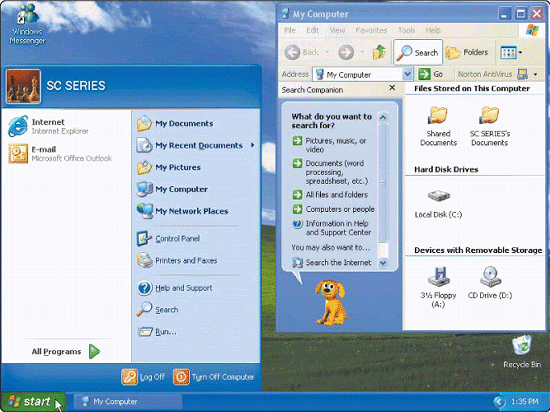 Windows
Messenger
SC SERIES
Internet
Internet Explorer
E-mail
Microsoft Office Outlook
All Programs
My Documents
My Recent Documents
My Pictures
My Computer
My Network Places
Control Panel
Printers and Faxes
Help and Support
Search
Run...
Log Off
Turn Off Computer
My Computer
File Edit View Favorites Tools
Back Search Folders
Address My Computer Go Norton AntiVirus
Search Companion
What do you want to
search for?
Pictures, music, or
video
Documents (word
processing,
spreadsheet, etc.)
All files and folders
Computers or people
Information in Help
and Support Center
You may also want to...
Search the Internet
Files Stored on This Computer
Shared
Documents
SC SERIES's
Documents
Hard Disk Drives
Local Disk (C:)
Devices with Removable Storage
3½ Floppy
(A:)
CD Drive (D:)
Recycle Bin
start My Computer 1:35 PM